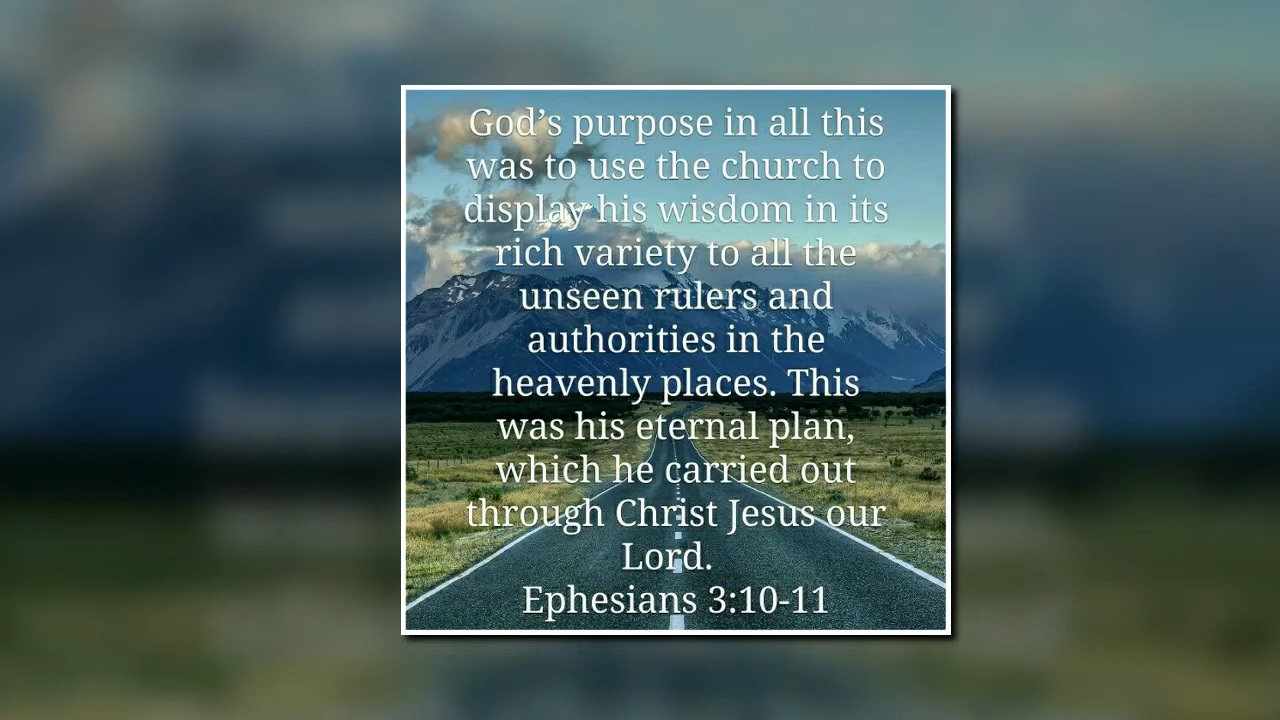 God’s purpose in all this
was to use the church to
display his wisdom in its
rich variety to all the
unseen rulers and
authorities in the
heavenly places. This
was his eternal plan,
which he carried out
through Christ Jesus our
Lord.
Ephesians 3:10-11